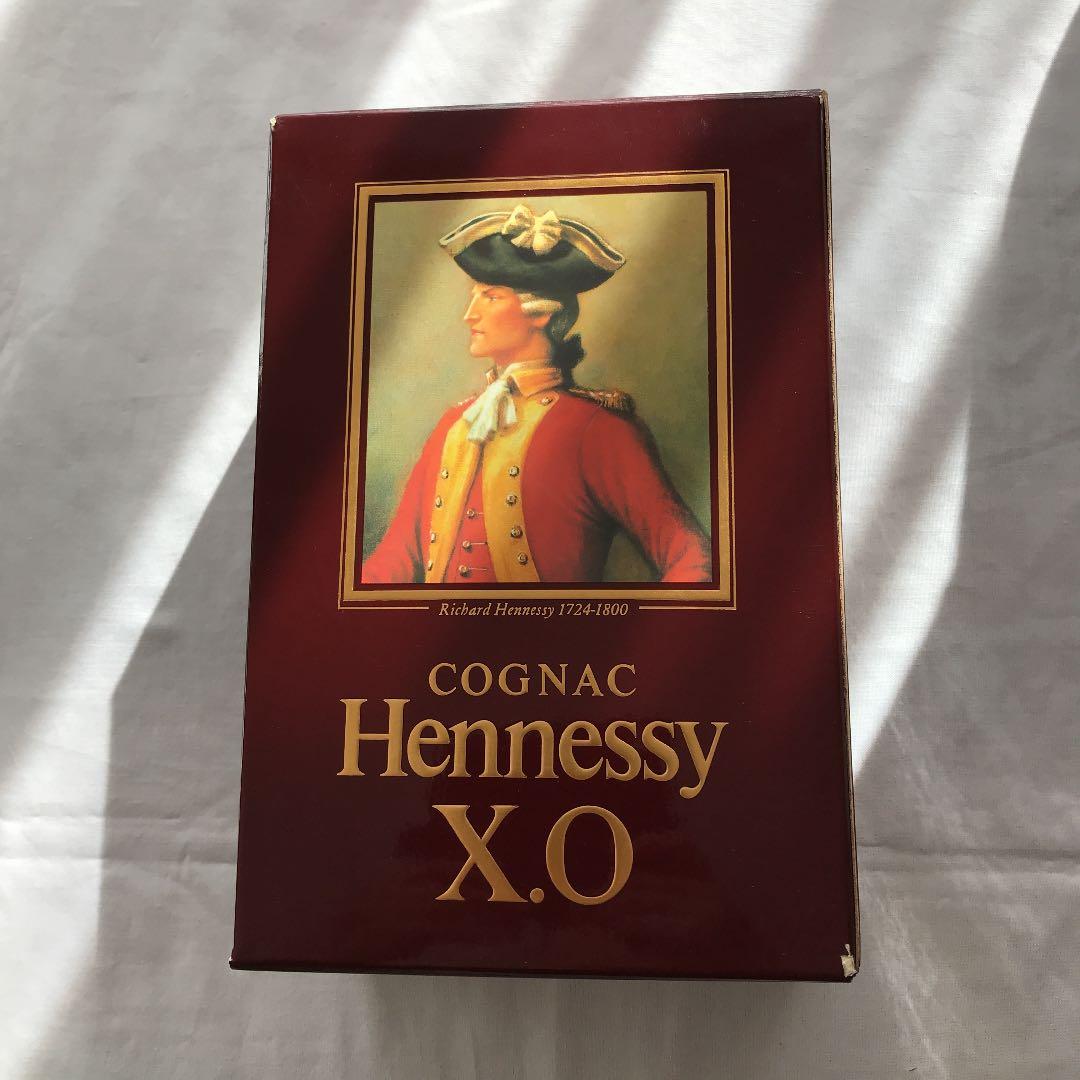 Richard Hennessy 1724-1800
COGNAC
Hennessy
X.O